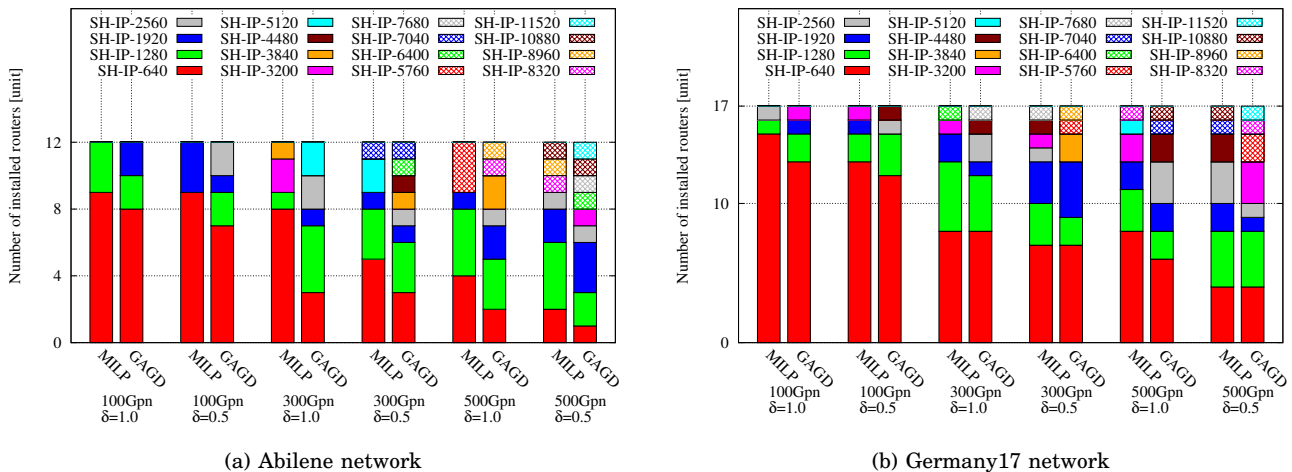 SH-IP-2560 SH-IP-5120 SH-IP-7680 SH-IP-11520
SH-IP-1920 SH-IP-4480 SH-IP-7040 SH-IP-10880
SH-IP-1280 SH-IP-3840 SH-IP-6400 SH-IP-8960
SH-IP-640 SH-IP-3200 SH-IP-5760 SH-IP-8320
Number of installed routers [unit]
12
8
4
0
MILP GAGD MILP GAGD MILP GAGD MILP GAGD MILP GAGD MILP GAGD
100Gpn 100Gpn 300Gpn 300Gpn 500Gpn 500Gpn
δ=1.0 δ=0.5 δ=1.0 δ=0.5 δ=1.0 δ=0.5
(a) Abilene network
SH-IP-2560 SH-IP-5120 SH-IP-7680 SH-IP-11520
SH-IP-1920 SH-IP-4480 SH-IP-7040 SH-IP-10880
SH-IP-1280 SH-IP-3840 SH-IP-6400 SH-IP-8960
SH-IP-640 SH-IP-3200 SH-IP-5760 SH-IP-8320
Number of installed routers [unit]
17
10
0
MILP GAGD MILP GAGD MILP GAGD MILP GAGD MILP GAGD MILP GAGD
100Gpn 100Gpn 300Gpn 300Gpn 500Gpn 500Gpn
δ=1.0 δ=0.5 δ=1.0 δ=0.5 δ=1.0 δ=0.5
(b) Germany17 network